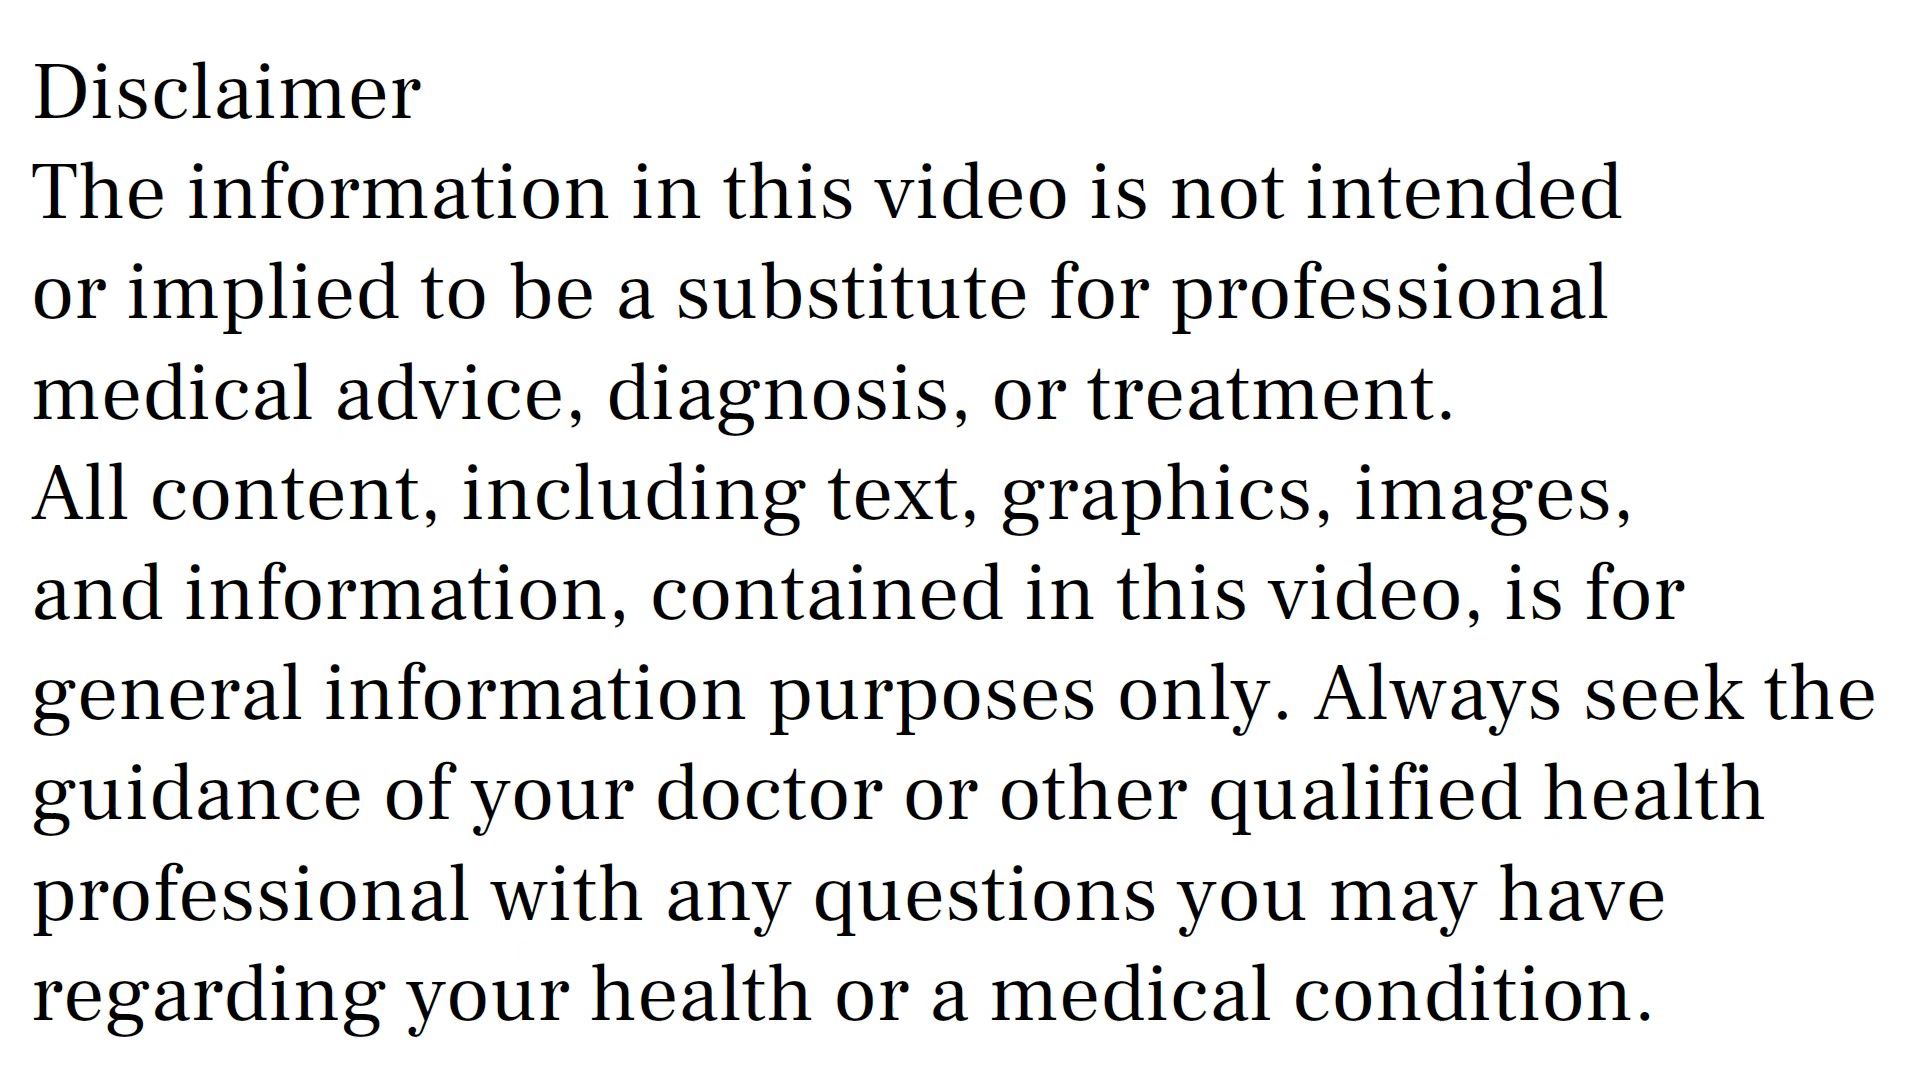 Disclaimer
The information in this video is not intended
or implied to be a substitute for professional
medical advice, diagnosis, or treatment.
All content, including text, graphics, images,
and information, contained in this video, is for
general information purposes only. Always seek the
guidance of your doctor or other qualified health
professional with any questions you may have
regarding your health or a medical condition.